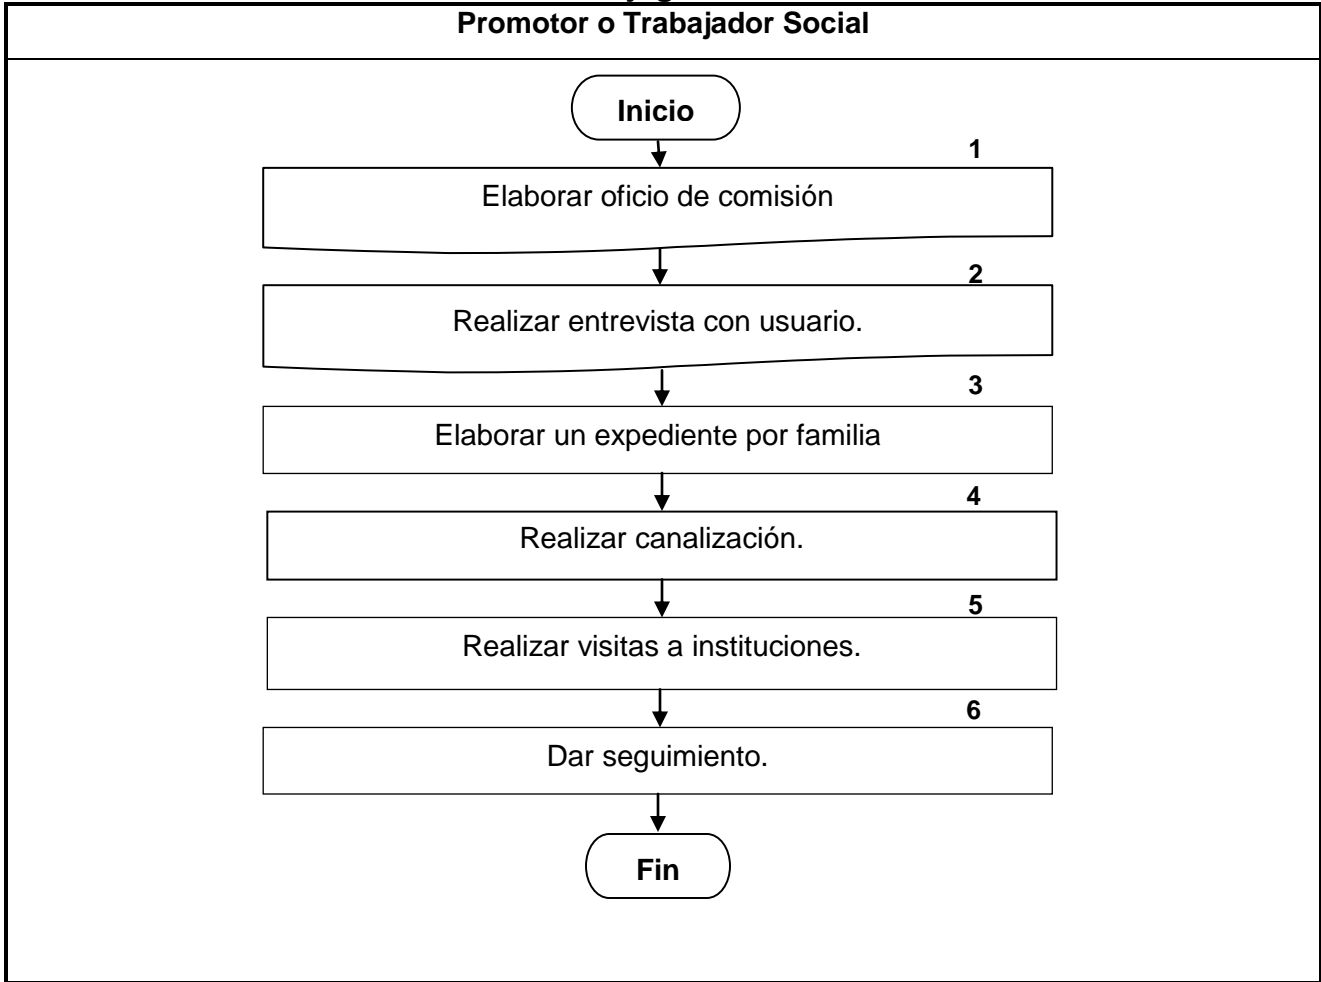 Promotor o Trabajador Social
Inicio
1
Elaborar oficio de comisión
2
Realizar entrevista con usuario.
3
Elaborar un expediente por familia
4
Realizar canalización.
5
Realizar visitas a instituciones.
6
Dar seguimiento.
Fin